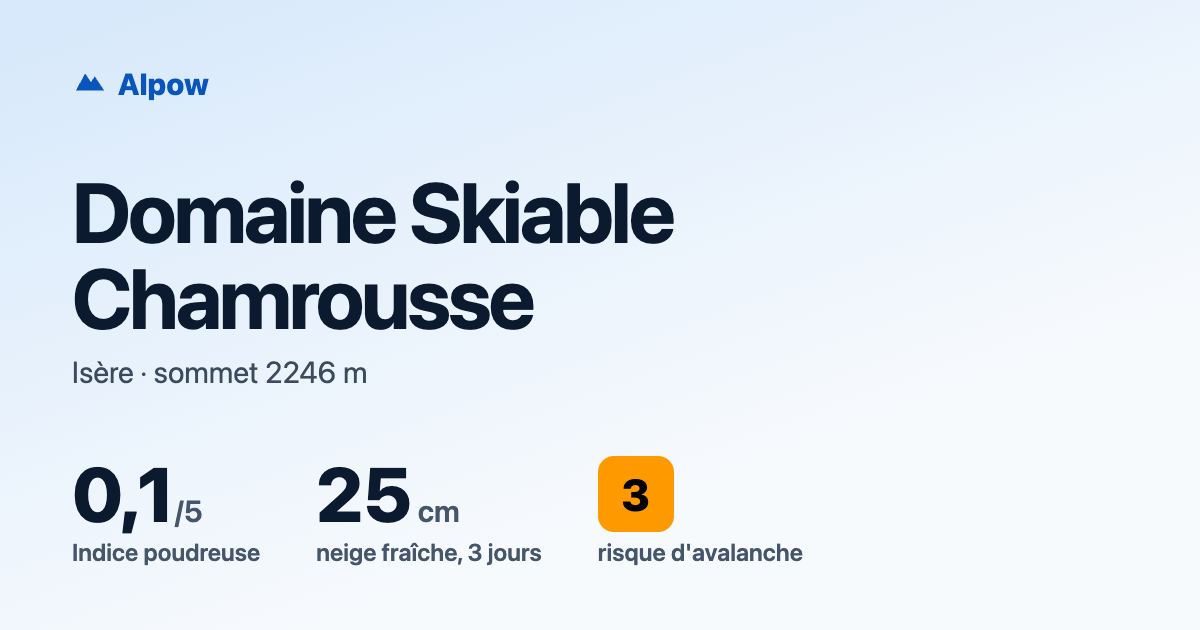 Alpow
Domaine Skiable
Chamrousse
Isère · sommet 2246 m
0,1/5
25 cm
3
Indice poudreuse
neige fraîche, 3 jours
risque d'avalanche